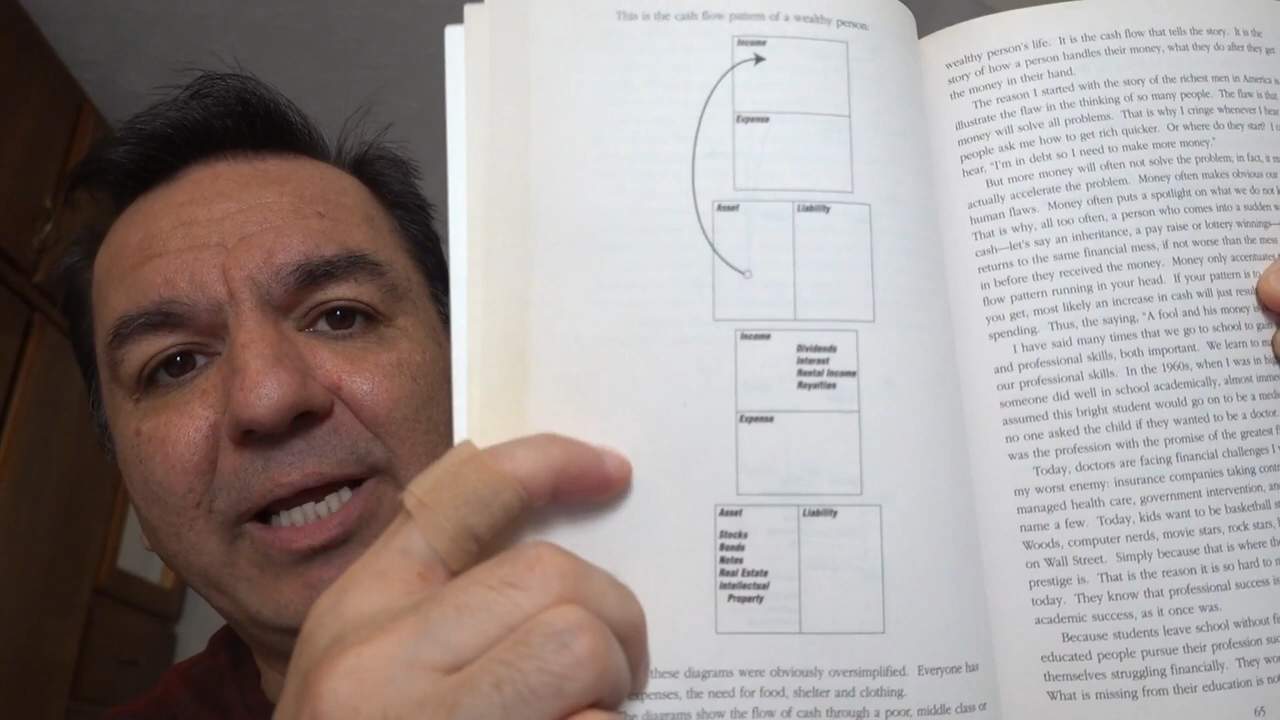 This is the cash flow pattern of a wealthy person:
Income
Expense
Asset
Liability
Income
Dividends
Interest
Rental Income
Royalties
Expense
Asset
Liability
Stocks
Bonds
Notes
Real Estate
Intellectual
Property
these diagrams were obviously oversimplified. Everyone has
expenses, the need for food, shelter and clothing.
diagrams show the flow of cash through a poor, middle class or
wealthy person's life. It is the cash flow that tells the story. It is the
story of how a person handles their money, what they do after they get
the money in their hand.
The reason I started with the story of the richest men in America is
illustrate the flaw in the thinking of so many people. The flaw is that
money will solve all problems. That is why I cringe whenever I hear
people ask me how to get rich quicker. Or where do they start? I
hear, "I'm in debt so I need to make more money."
But more money will often not solve the problem; in fact, it
actually accelerate the problem. Money often makes obvious our
human flaws. Money often puts a spotlight on what we do not
That is why, all too often, a person who comes into a sudden
cash—let's say an inheritance, a pay raise or lottery winnings—
returns to the same financial mess, if not worse than the mess
in before they received the money. Money only accentuates
flow pattern running in your head. If your pattern is to
you get, most likely an increase in cash will just result
spending. Thus, the saying, "A fool and his money
I have said many times that we go to school to gain
and professional skills, both important. We learn to
our professional skills. In the 1960s, when I was in
someone did well in school academically, almost
assumed this bright student would go on to be a
no one asked the child if they wanted to be a doctor.
was the profession with the promise of the greatest
Today, doctors are facing financial challenges I
my worst enemy: insurance companies taking
managed health care, government intervention,
name a few. Today, kids want to be basketball
Woods, computer nerds, movie stars, rock stars,
on Wall Street. Simply because that is where the
prestige is. That is the reason it is so hard to
today. They know that professional success
academic success, as it once was.
Because students leave school without
educated people pursue their profession
themselves struggling financially. They
What is missing from their education is
65